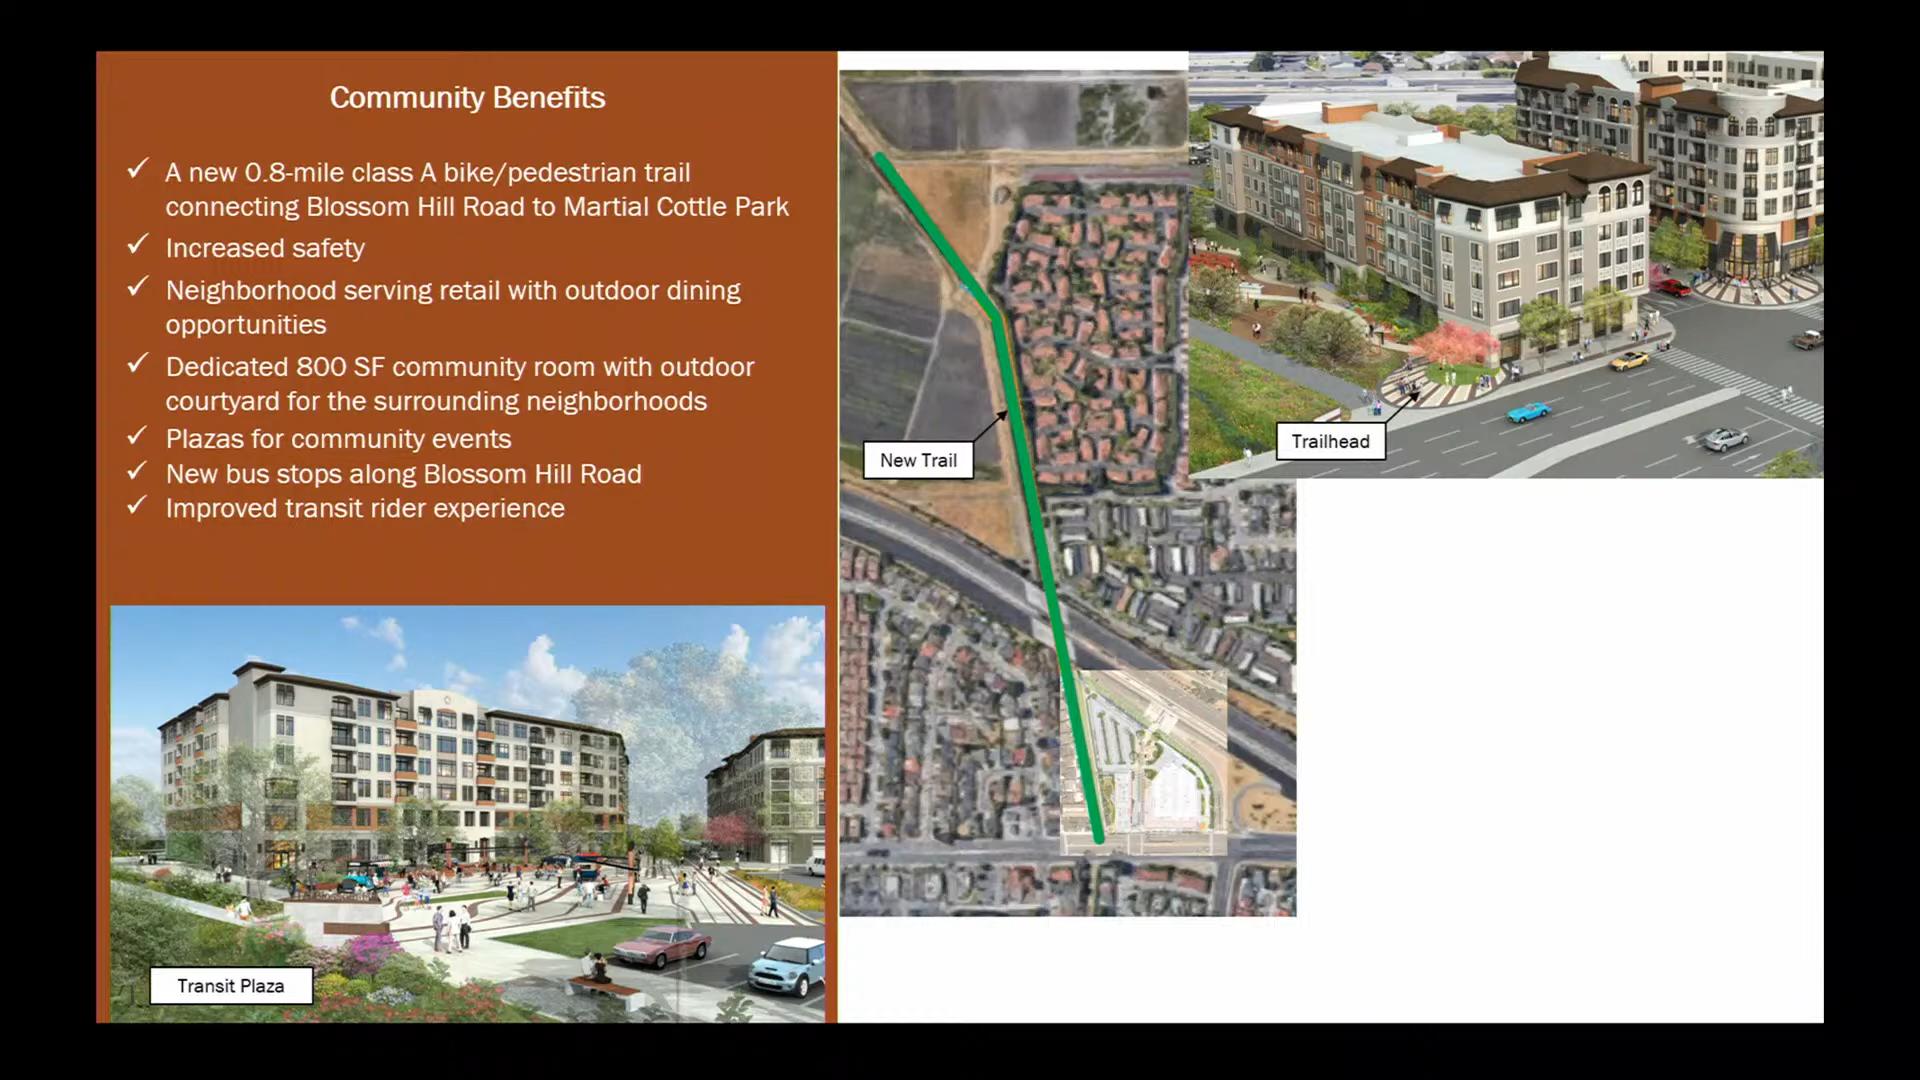 Community Benefits
✓ A new 0.8-mile class A bike/pedestrian trail
connecting Blossom Hill Road to Martial Cottle Park
✓ Increased safety
✓ Neighborhood serving retail with outdoor dining
opportunities
✓ Dedicated 800 SF community room with outdoor
courtyard for the surrounding neighborhoods
✓ Plazas for community events
✓ New bus stops along Blossom Hill Road
✓ Improved transit rider experience
Transit Plaza
New Trail
Trailhead